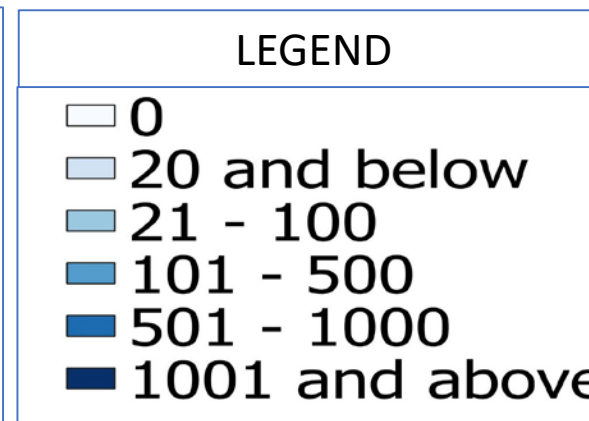 LEGEND
0
20 and below
21 - 100
101 - 500
501 - 1000
1001 and above